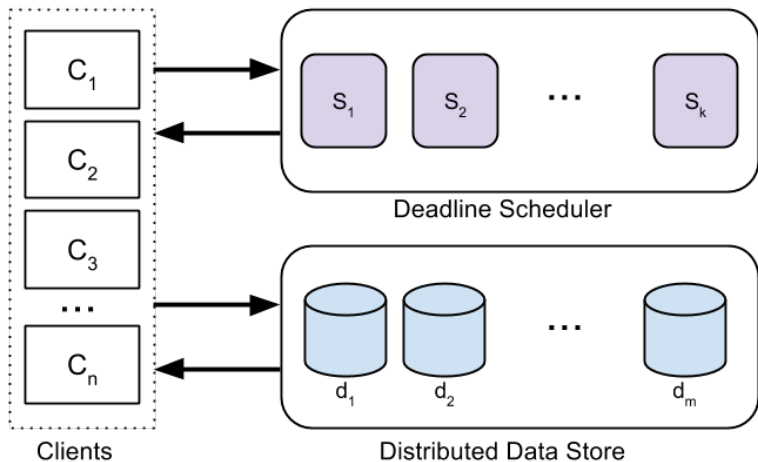 C1
C2
C3
...
Cn
Clients
S1 S2 ... Sk
Deadline Scheduler
...
d1 d2 dm
Distributed Data Store